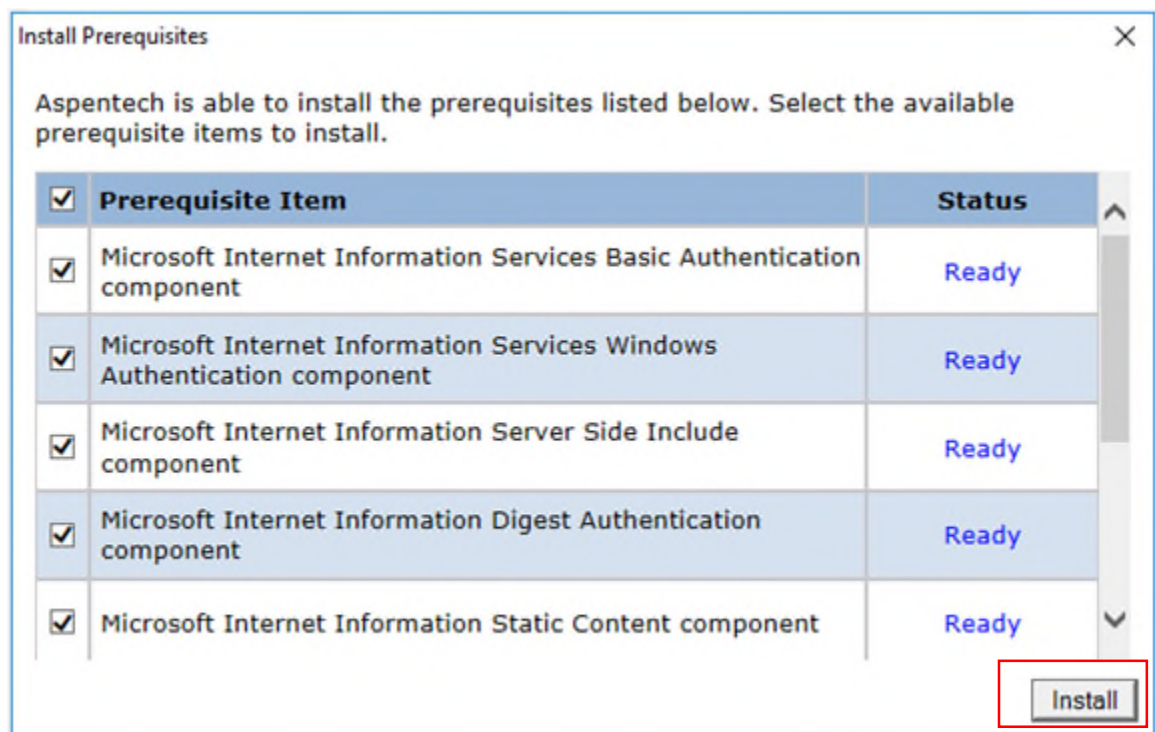 Install Prerequisites
Aspentech is able to install the prerequisites listed below. Select the available
prerequisite items to install.
Prerequisite Item Status
Microsoft Internet Information Services Basic Authentication
component
Ready
Microsoft Internet Information Services Windows
Authentication component
Ready
Microsoft Internet Information Server Side Include
component
Ready
Microsoft Internet Information Digest Authentication
component
Ready
Microsoft Internet Information Static Content component Ready
Install